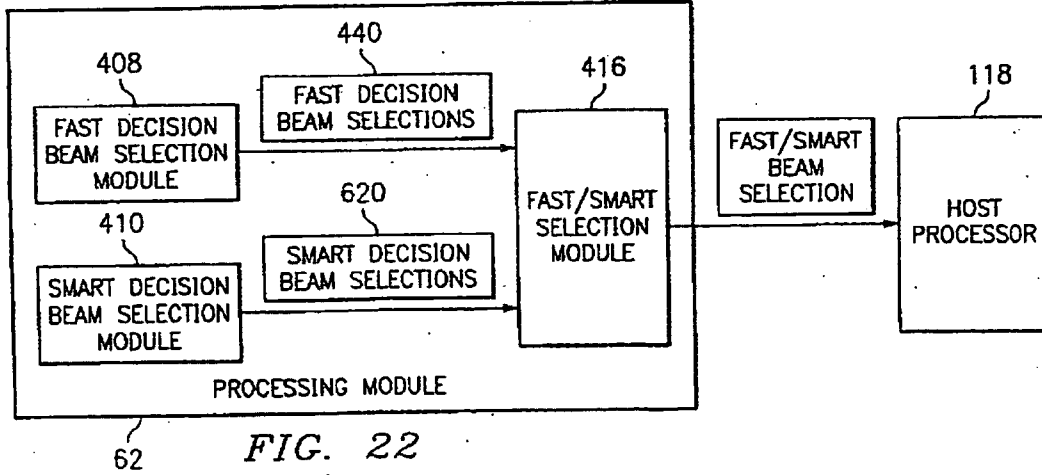 440
408
416
118
FAST DECISION
BEAM SELECTIONS
FAST DECISION
BEAM SELECTION
MODULE
FAST/SMART
BEAM
SELECTION
FAST/SMART
SELECTION
MODULE
HOST
PROCESSOR
620
410
SMART DECISION
BEAM SELECTIONS
SMART DECISION
BEAM SELECTION
MODULE
PROCESSING MODULE
62
FIG. 22